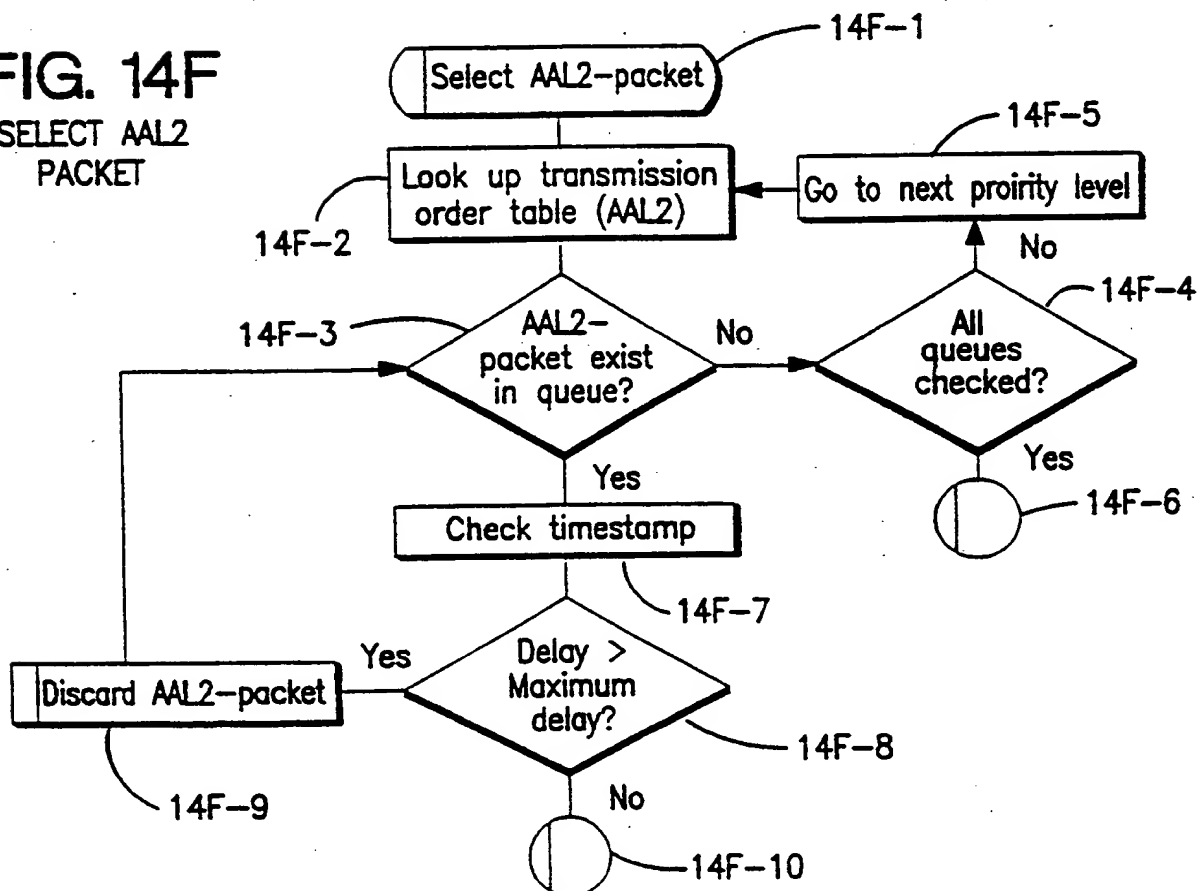 FIG. 14F
SELECT AAL2
PACKET
14F-1
Select AAL2-packet
14F-5
Look up transmission
order table (AAL2)
Go to next proirity level
14F-2
No
14F-4
14F-3
AAL2-
packet exist
in queue?
No
All
queues
checked?
Yes
Yes
14F-6
Check timestamp
14F-7
Yes
Delay >
Maximum
delay?
Discard AAL2-packet
14F-8
14F-9
No
14F-10